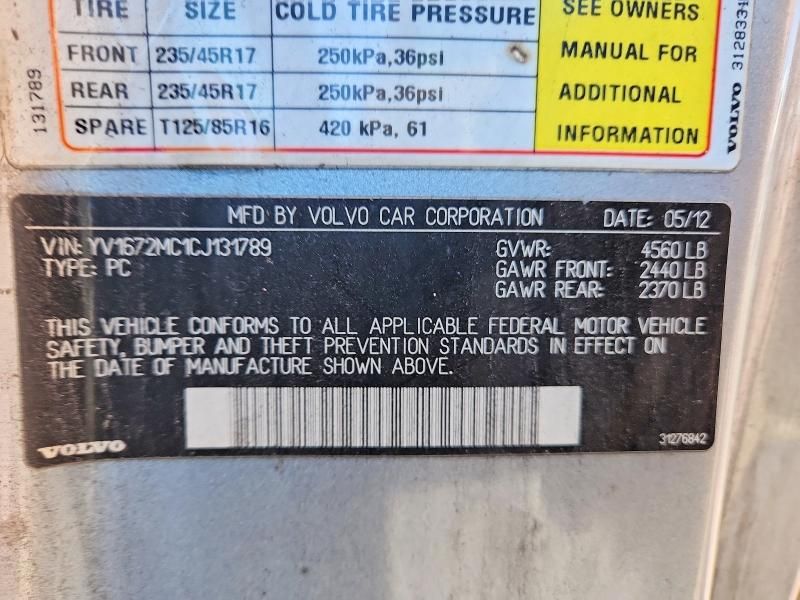 TIRE SIZE COLD TIRE PRESSURE SEE OWNERS
FRONT 235/45R17 250kPa,36psi MANUAL FOR
REAR 235/45R17 250kPa,36psi ADDITIONAL
SPARE T125/85R16 420 kPa, 61 INFORMATION
131789
VOLVO
MFD BY VOLVO CAR CORPORATION DATE: 05/12
VIN: YV1672MC1CJ131789 GVWR: 4560 LB
TYPE: PC GAWR FRONT: 2440 LB
GAWR REAR: 2370 LB
THIS VEHICLE CONFORMS TO ALL APPLICABLE FEDERAL MOTOR VEHICLE
SAFETY, BUMPER AND THEFT PREVENTION STANDARDS IN EFFECT ON
THE DATE OF MANUFACTURE SHOWN ABOVE.
VOLVO
31276842